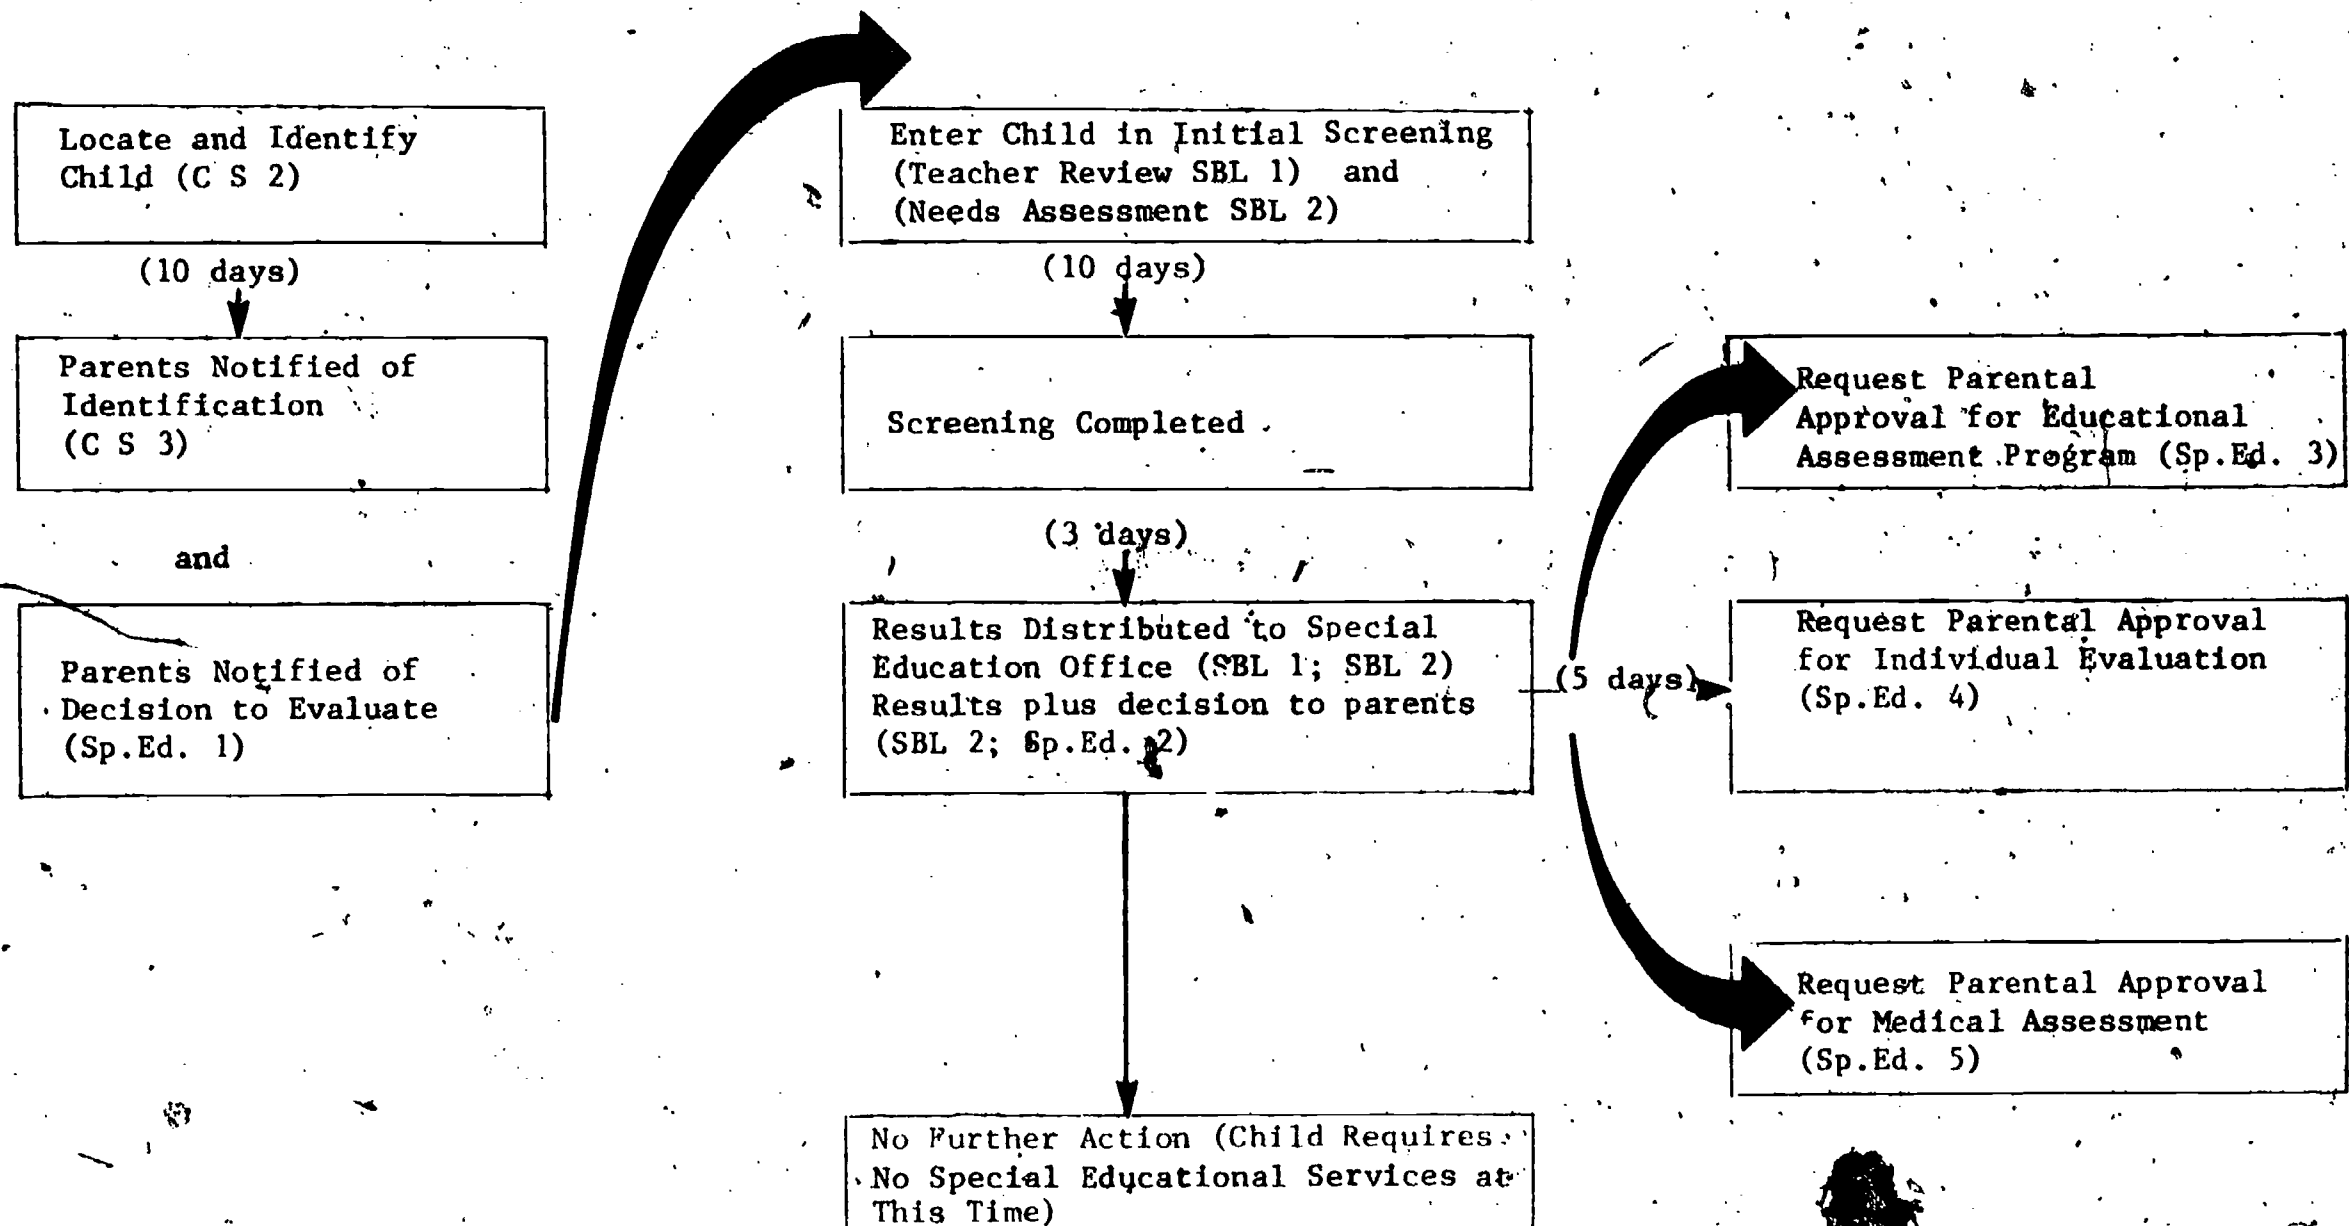 Locate and Identify
Child (C S 2)
(10 days)
Parents Notified of
Identification
(C S 3)
and
Parents Notified of
Decision to Evaluate
(Sp.Ed. 1)
Enter Child in Initial Screening
(Teacher Review SBL 1) and
(Needs Assessment SBL 2)
(10 days)
Screening Completed
(3 days)
Results Distributed to Special
Education Office (SBL 1; SBL 2)
Results plus decision to parents
(SBL 2; Sp.Ed. 2)
(5 days)
No Further Action (Child Requires
No Special Educational Services at
This Time)
Request Parental
Approval for Educational
Assessment Program (Sp.Ed. 3)
Request Parental Approval
for Individual Evaluation
(Sp.Ed. 4)
Request Parental Approval
for Medical Assessment
(Sp.Ed. 5)